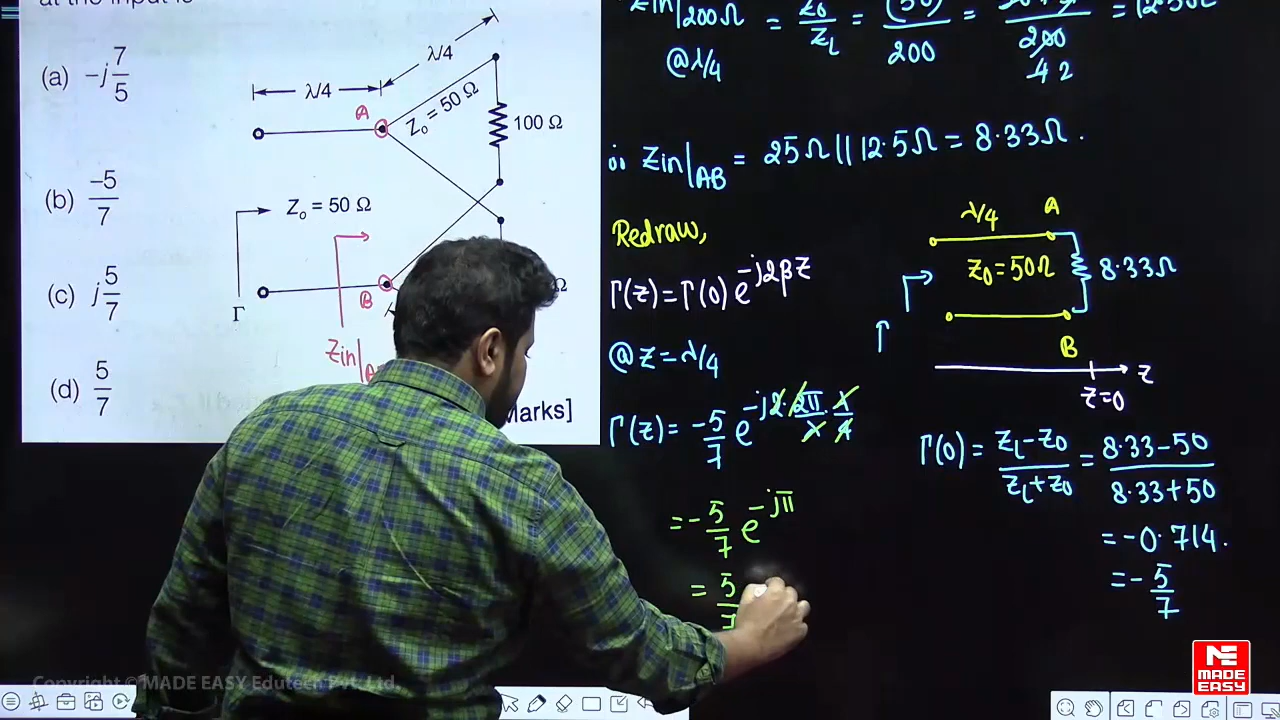 at the input is
(a) -j 7/5
(b) -5/7
(c) j 5/7
(d) 5/7
λ/4
λ/4
A
Z₀ = 50 Ω
100 Ω
Z₀ = 50 Ω
B
Γ
Ω
Zin|
Marks]
Zin|200Ω @λ/4 = Z₀/ZL = (50)/200 = = 12.5Ω
Zin|AB = 25Ω || 12.5Ω = 8.33Ω.
Redraw,
Γ(z) = Γ(0) e^-j2βz
@ z = λ/4
Γ(z) = -5/7 e^-j2·2π/λ·λ/4
= -5/7 e^-jπ
= 5/7
λ/4
A
Z₀ = 50Ω
8.33Ω
B
z
z=0
Γ(0) = ZL-Z₀/ZL+Z₀ = 8.33-50/8.33+50
= -0.714.
= -5/7
Copyright © MADE EASY Edutech Pvt. Ltd.
MADE EASY